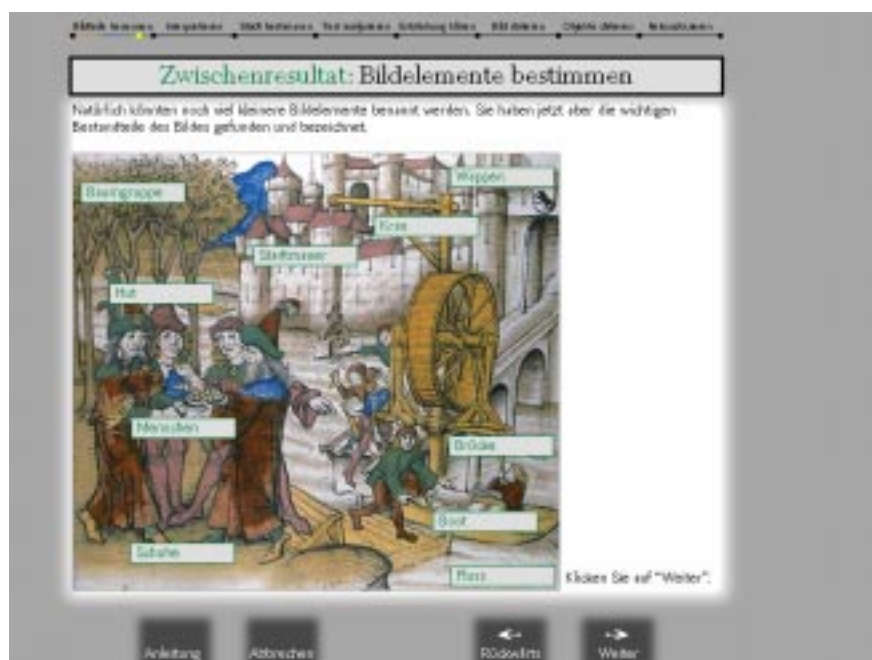 Zwischenresultat: Bildelemente bestimmen
Natürlich könnten noch viel kleinere Bildelemente benannt werden. Sie haben jetzt aber die wichtigen
Bestandteile des Bildes gefunden und bezeichnet.
Wappen
Baumgruppe
Kran
Stadtmauer
Hut
Menschen
Brücke
Boot
Schuhe
Fluss
Klicken Sie auf "Weiter".
Anleitung Abbrechen Rückwärts Weiter